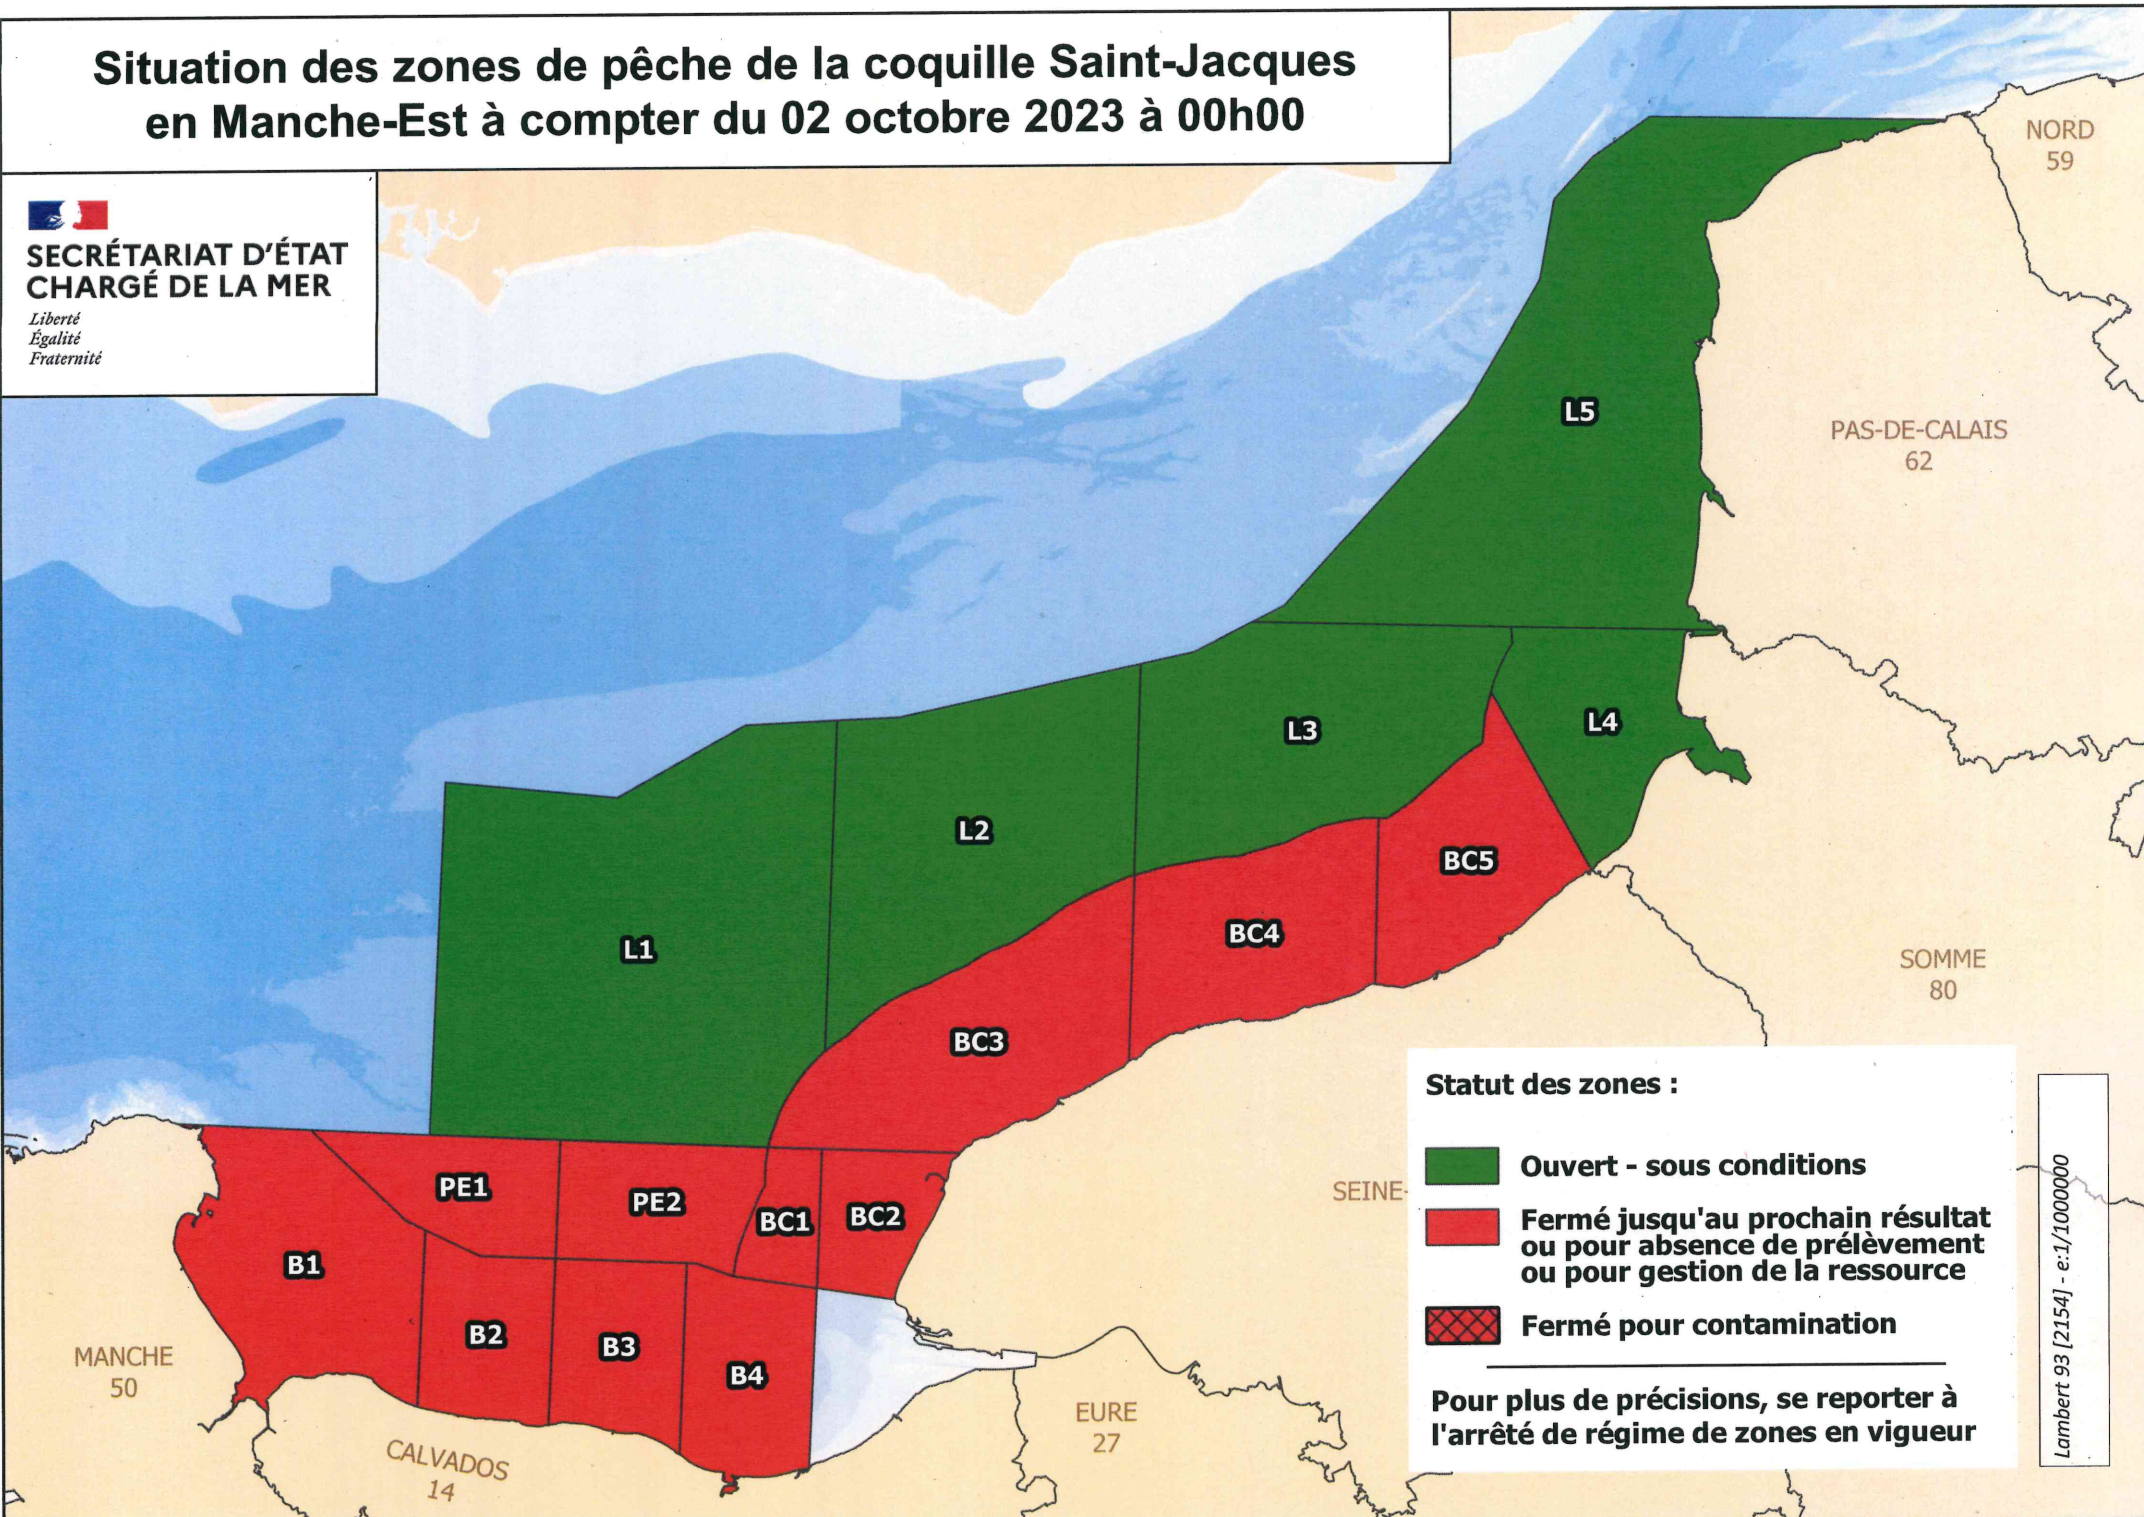 Situation des zones de pêche de la coquille Saint-Jacques
en Manche-Est à compter du 02 octobre 2023 à 00h00
SECRÉTARIAT D'ÉTAT
CHARGÉ DE LA MER
Liberté
Égalité
Fraternité
NORD
59
L5
PAS-DE-CALAIS
62
L3
L4
L2
BC5
L1
BC4
SOMME
80
BC3
PE1
PE2
BC1
BC2
SEINE-
B1
B2
B3
B4
MANCHE
50
CALVADOS
14
EURE
27
Statut des zones :
Ouvert - sous conditions
Fermé jusqu'au prochain résultat
ou pour absence de prélèvement
ou pour gestion de la ressource
Fermé pour contamination
Pour plus de précisions, se reporter à
l'arrêté de régime de zones en vigueur
Lambert 93 [2154] - e:1/1000000